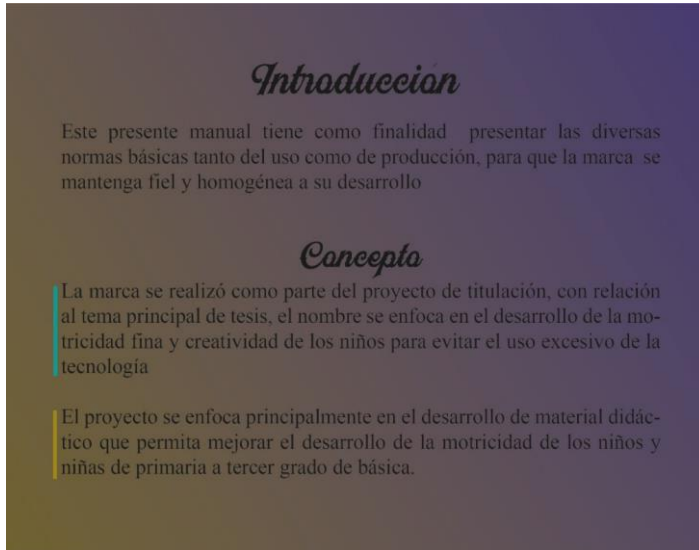 Introducción
Este presente manual tiene como finalidad presentar las diversas
normas básicas tanto del uso como de producción, para que la marca se
mantenga fiel y homogénea a su desarrollo
Concepto
La marca se realizó como parte del proyecto de titulación, con relación
al tema principal de tesis, el nombre se enfoca en el desarrollo de la mo-
tricidad fina y creatividad de los niños para evitar el uso excesivo de la
tecnología
El proyecto se enfoca principalmente en el desarrollo de material didác-
tico que permita mejorar el desarrollo de la motricidad de los niños y
niñas de primaria a tercer grado de básica.